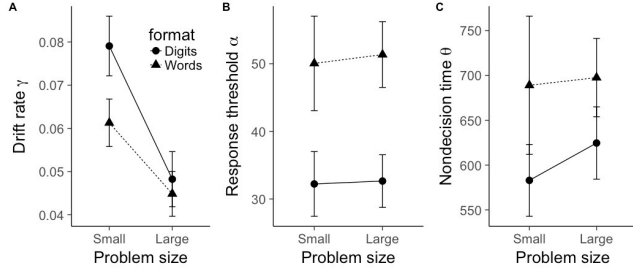 A
format
Digits
Words
0.08
0.07
0.06
0.05
0.04
Drift rate γ
Small
Large
Problem size
B
50
40
30
Response threshold α
Small
Large
Problem size
C
750
700
650
600
550
Nondecision time θ
Small
Large
Problem size